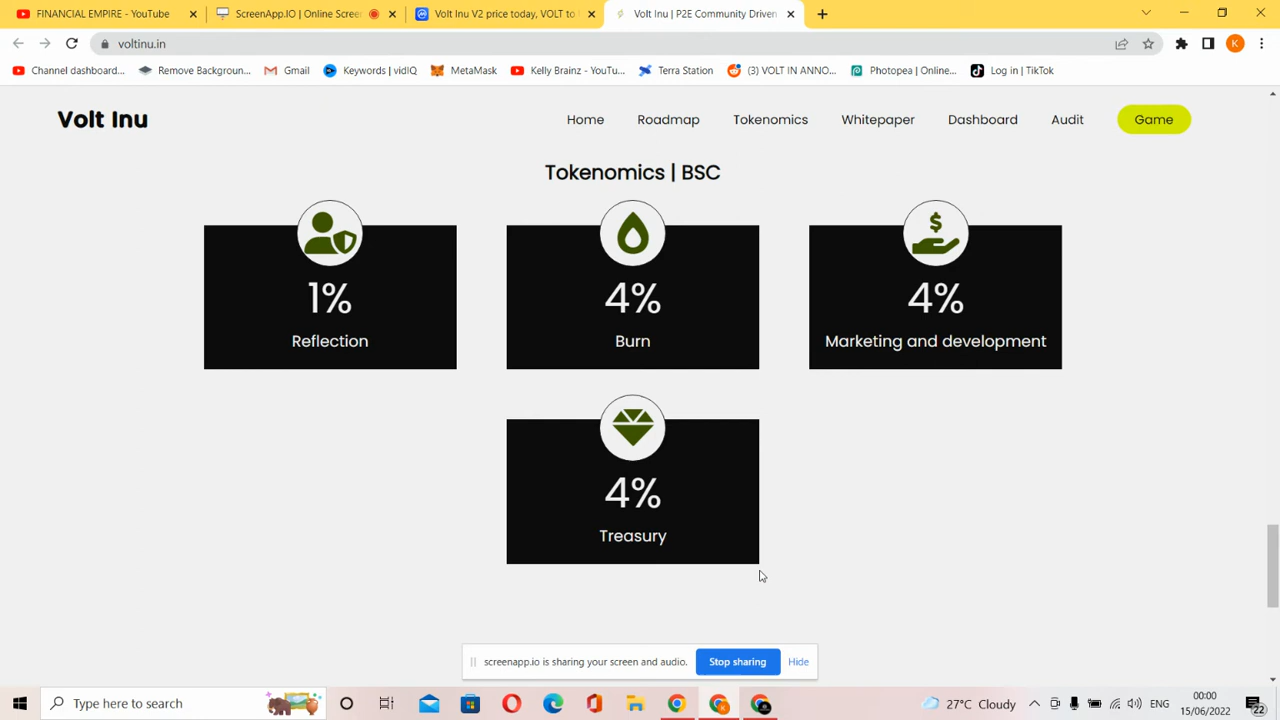 FINANCIAL EMPIRE - YouTube
ScreenApp.IO | Online Scree
Volt Inu V2 price today, VOLT to
Volt Inu | P2E Community Driven
voltinu.in
K
Channel dashboard...
Remove Backgroun...
Gmail
Keywords | vidIQ
MetaMask
Kelly Brainz - YouTu...
Terra Station
(3) VOLT IN ANNO...
Photopea | Online...
Log in | TikTok
Volt Inu
Home
Roadmap
Tokenomics
Whitepaper
Dashboard
Audit
Game
Tokenomics | BSC
1%
Reflection
4%
Burn
4%
Marketing and development
4%
Treasury
screenapp.io is sharing your screen and audio.
Stop sharing
Hide
Type here to search
27°C Cloudy
ENG
00:00
15/06/2022
22